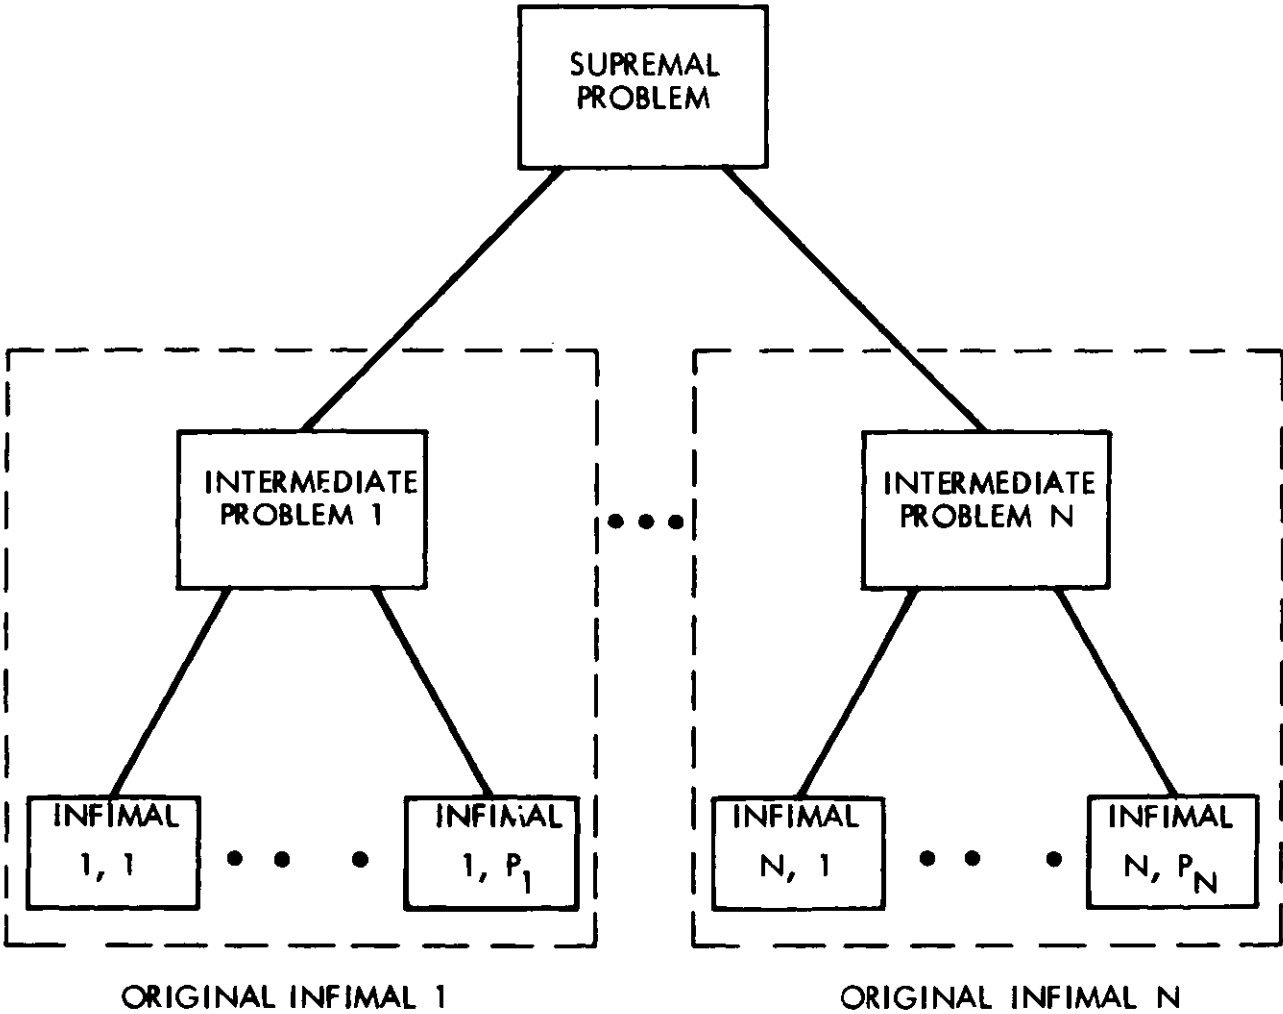 SUPREMAL
PROBLEM
INTERMEDIATE
PROBLEM 1
INTERMEDIATE
PROBLEM N
INFIMAL
1, 1
INFIMAL
1, P₁
INFIMAL
N, 1
INFIMAL
N, P_N
ORIGINAL INFIMAL 1
ORIGINAL INFIMAL N